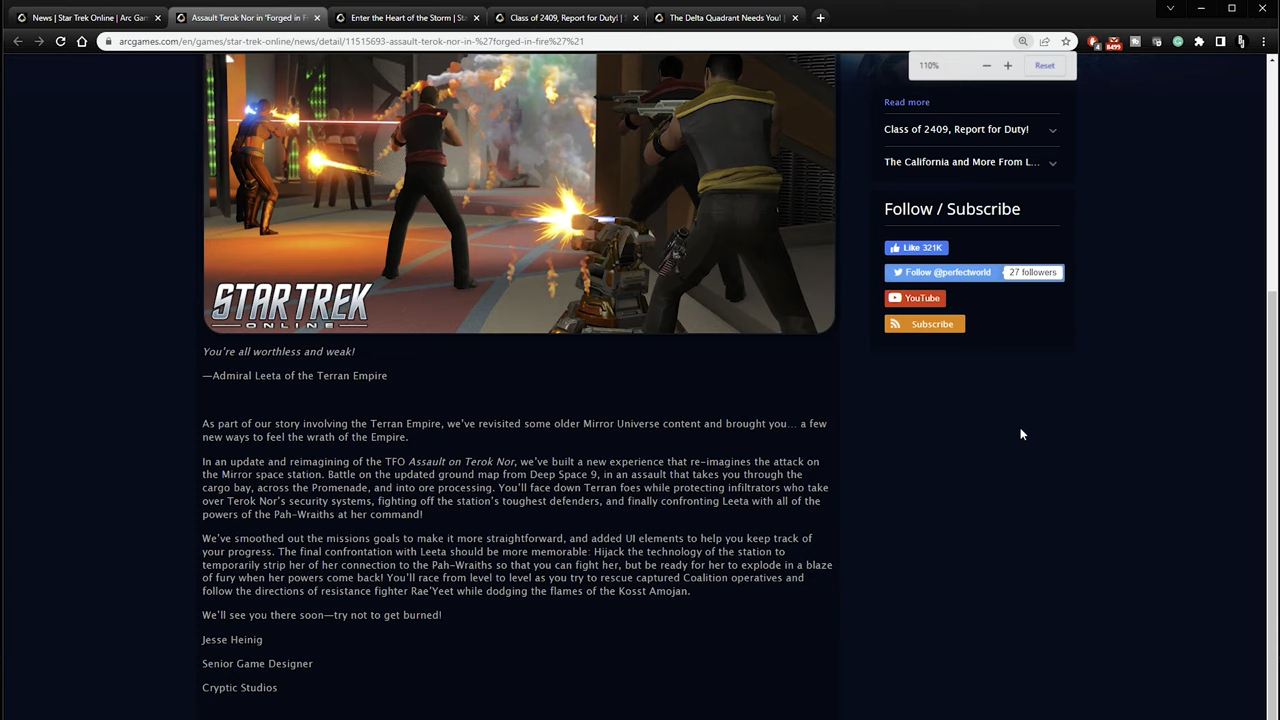 News | Star Trek Online | Arc Gam
Assault Terok Nor in 'Forged in F
Enter the Heart of the Storm | Sta
Class of 2409, Report for Duty! |
The Delta Quadrant Needs You! |
arcgames.com/en/games/star-trek-online/news/detail/11515693-assault-terok-nor-in-%27forged-in-fire%27%21
4
8499
110%
Reset
Read more
Class of 2409, Report for Duty!
The California and More From L...
Follow / Subscribe
Like 321K
Follow @perfectworld
27 followers
YouTube
Subscribe
STAR TREK
ONLINE
You're all worthless and weak!
—Admiral Leeta of the Terran Empire
As part of our story involving the Terran Empire, we've revisited some older Mirror Universe content and brought you... a few
new ways to feel the wrath of the Empire.
In an update and reimagining of the TFO Assault on Terok Nor, we've built a new experience that re-imagines the attack on
the Mirror space station. Battle on the updated ground map from Deep Space 9, in an assault that takes you through the
cargo bay, across the Promenade, and into ore processing. You'll face down Terran foes while protecting infiltrators who take
over Terok Nor's security systems, fighting off the station's toughest defenders, and finally confronting Leeta with all of the
powers of the Pah-Wraiths at her command!
We've smoothed out the missions goals to make it more straightforward, and added UI elements to help you keep track of
your progress. The final confrontation with Leeta should be more memorable: Hijack the technology of the station to
temporarily strip her of her connection to the Pah-Wraiths so that you can fight her, but be ready for her to explode in a blaze
of fury when her powers come back! You'll race from level to level as you try to rescue captured Coalition operatives and
follow the directions of resistance fighter Rae'Yeet while dodging the flames of the Kosst Amojan.
We'll see you there soon—try not to get burned!
Jesse Heinig
Senior Game Designer
Cryptic Studios